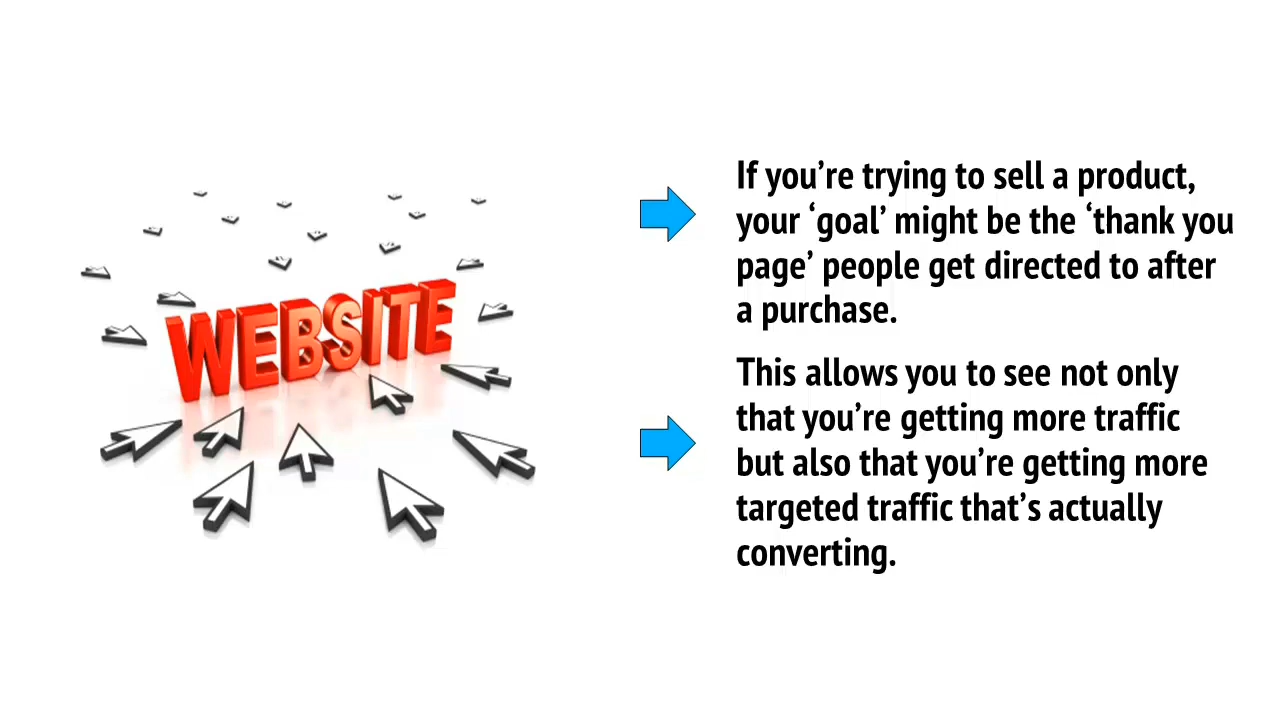 WEBSITE
If you’re trying to sell a product,
your ‘goal’ might be the ‘thank you
page’ people get directed to after
a purchase.
This allows you to see not only
that you’re getting more traffic
but also that you’re getting more
targeted traffic that’s actually
converting.